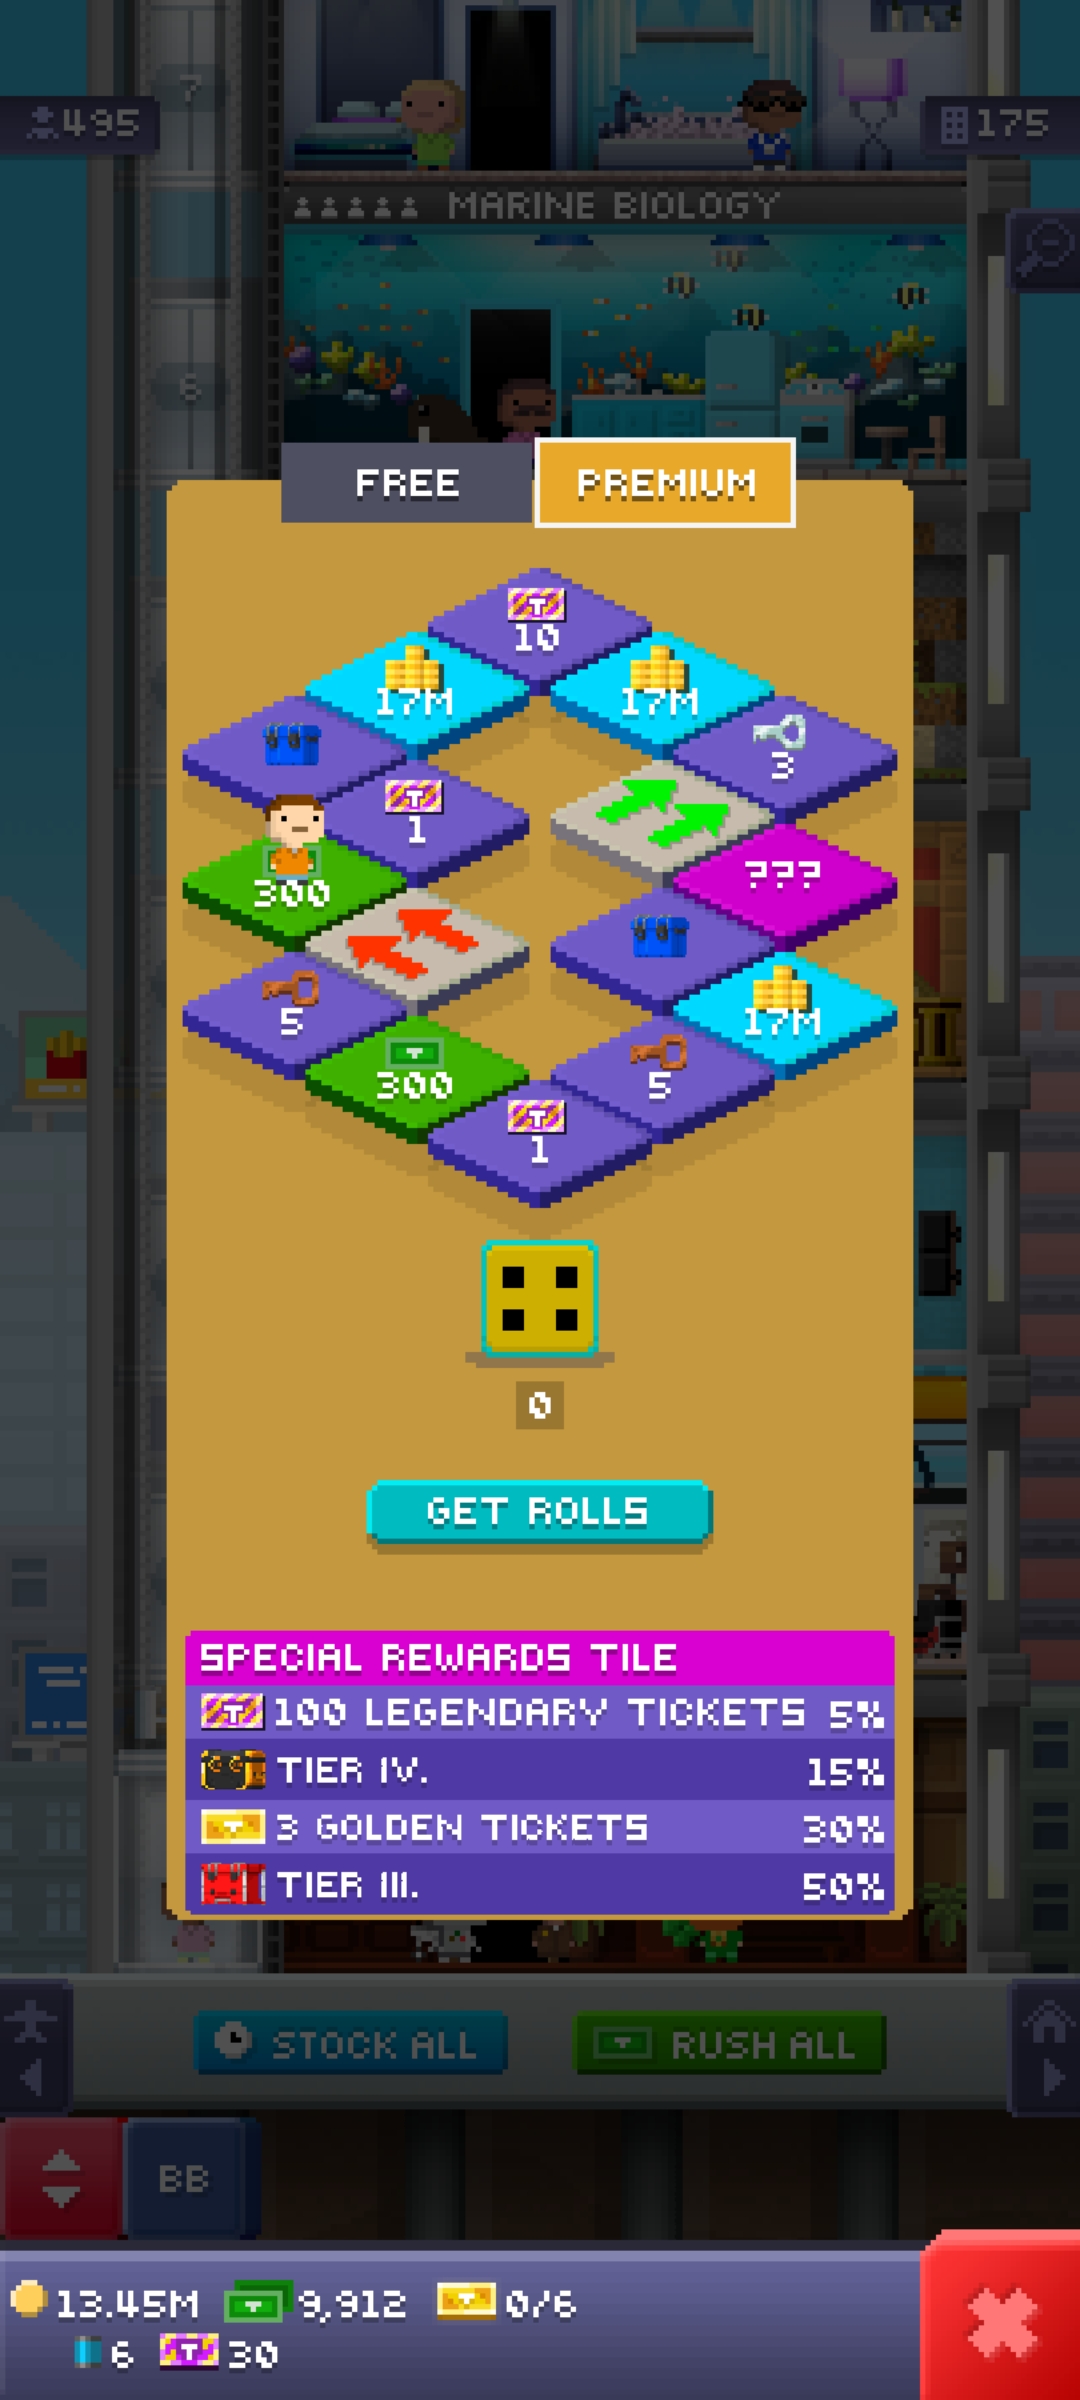 7
495
175
MARINE BIOLOGY
6
FREE
PREMIUM
T
10
17M
17M
3
T
1
300
???
5
17M
300
5
T
1
0
GET ROLLS
SPECIAL REWARDS TILE
T 100 LEGENDARY TICKETS 5%
TIER IV. 15%
3 GOLDEN TICKETS 30%
TIER III. 50%
STOCK ALL
RUSH ALL
BB
13.45M 9,912 0/6
6 T 30